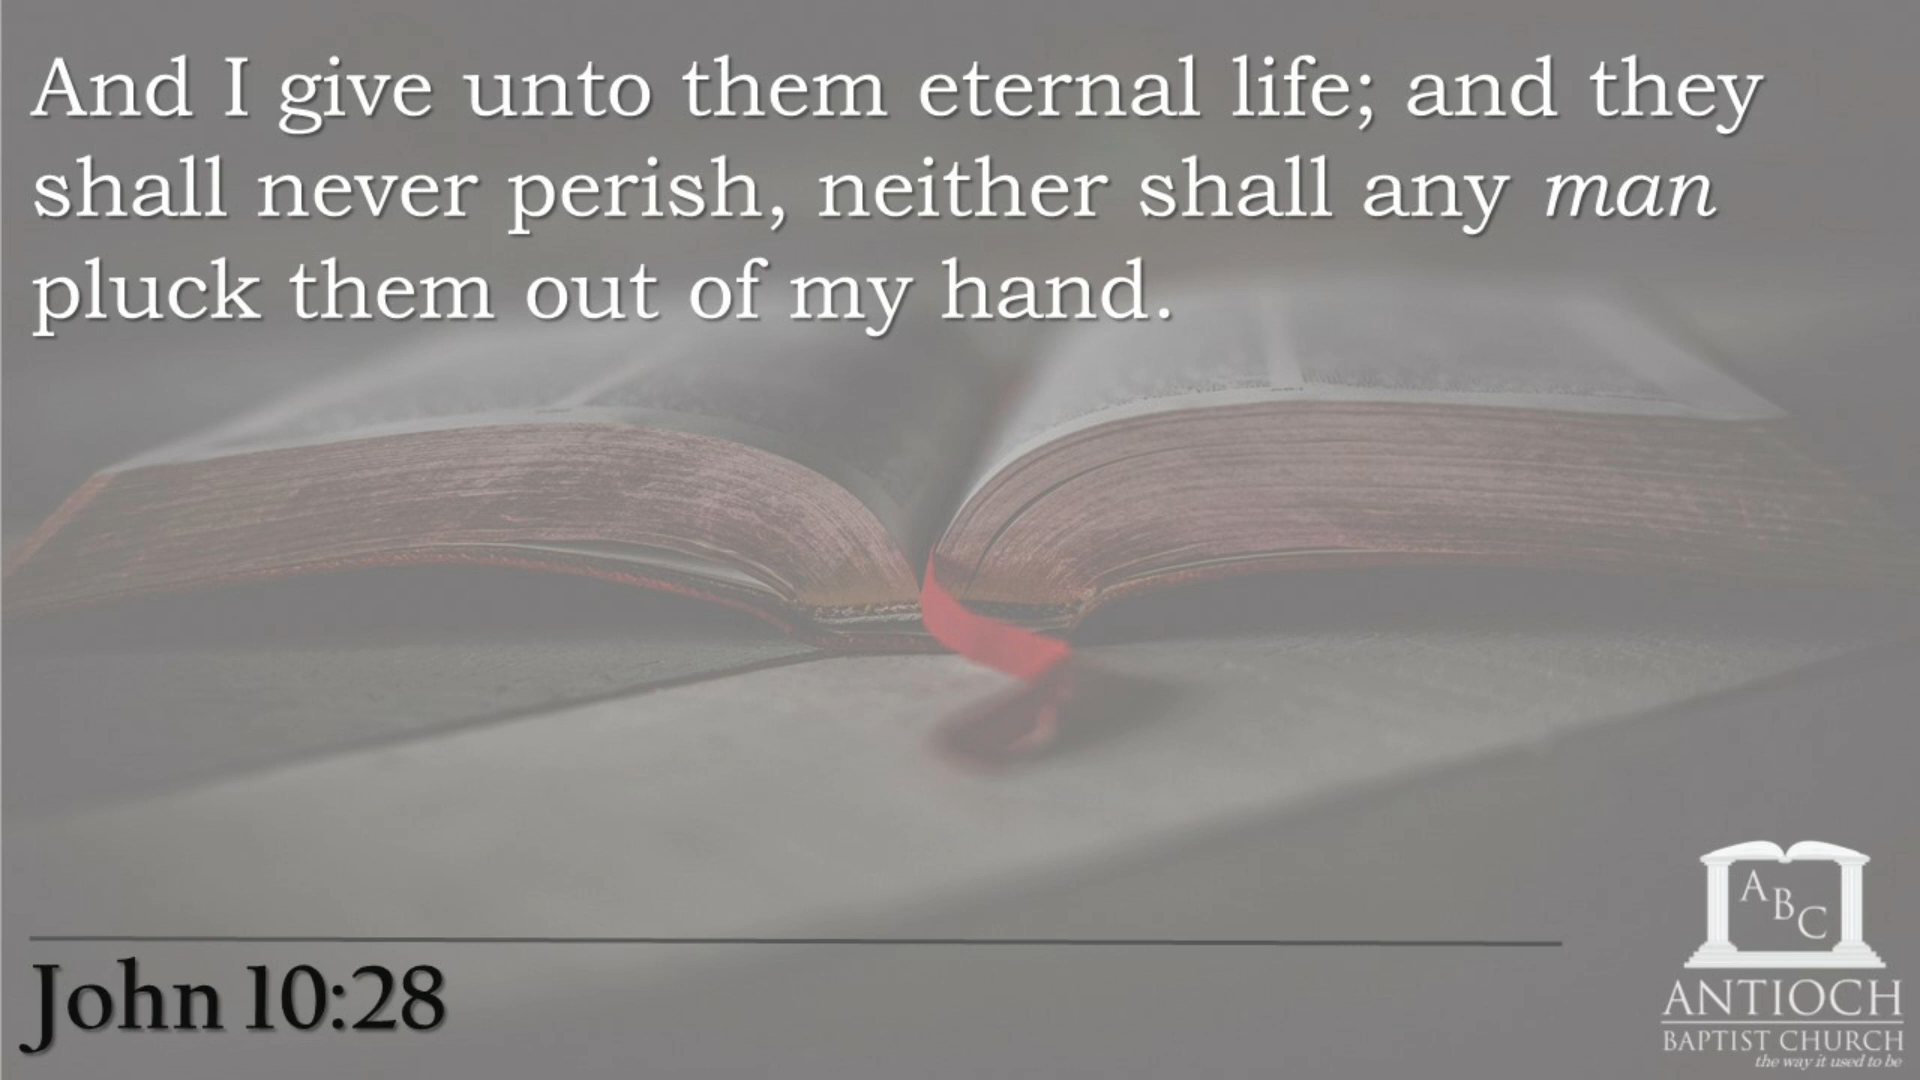 And I give unto them eternal life; and they
shall never perish, neither shall any man
pluck them out of my hand.
John 10:28
A B C
ANTIOCH
BAPTIST CHURCH
the way it used to be